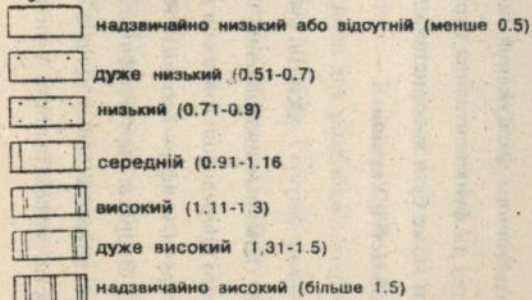 надзвичайно низький або відсутній (менше 0.5)
дуже низький (0.51-0.7)
низький (0.71-0.9)
середній (0.91-1.16
високий (1.11-1.3)
дуже високий (1,31-1.5)
надзвичайно високий (більше 1.5)